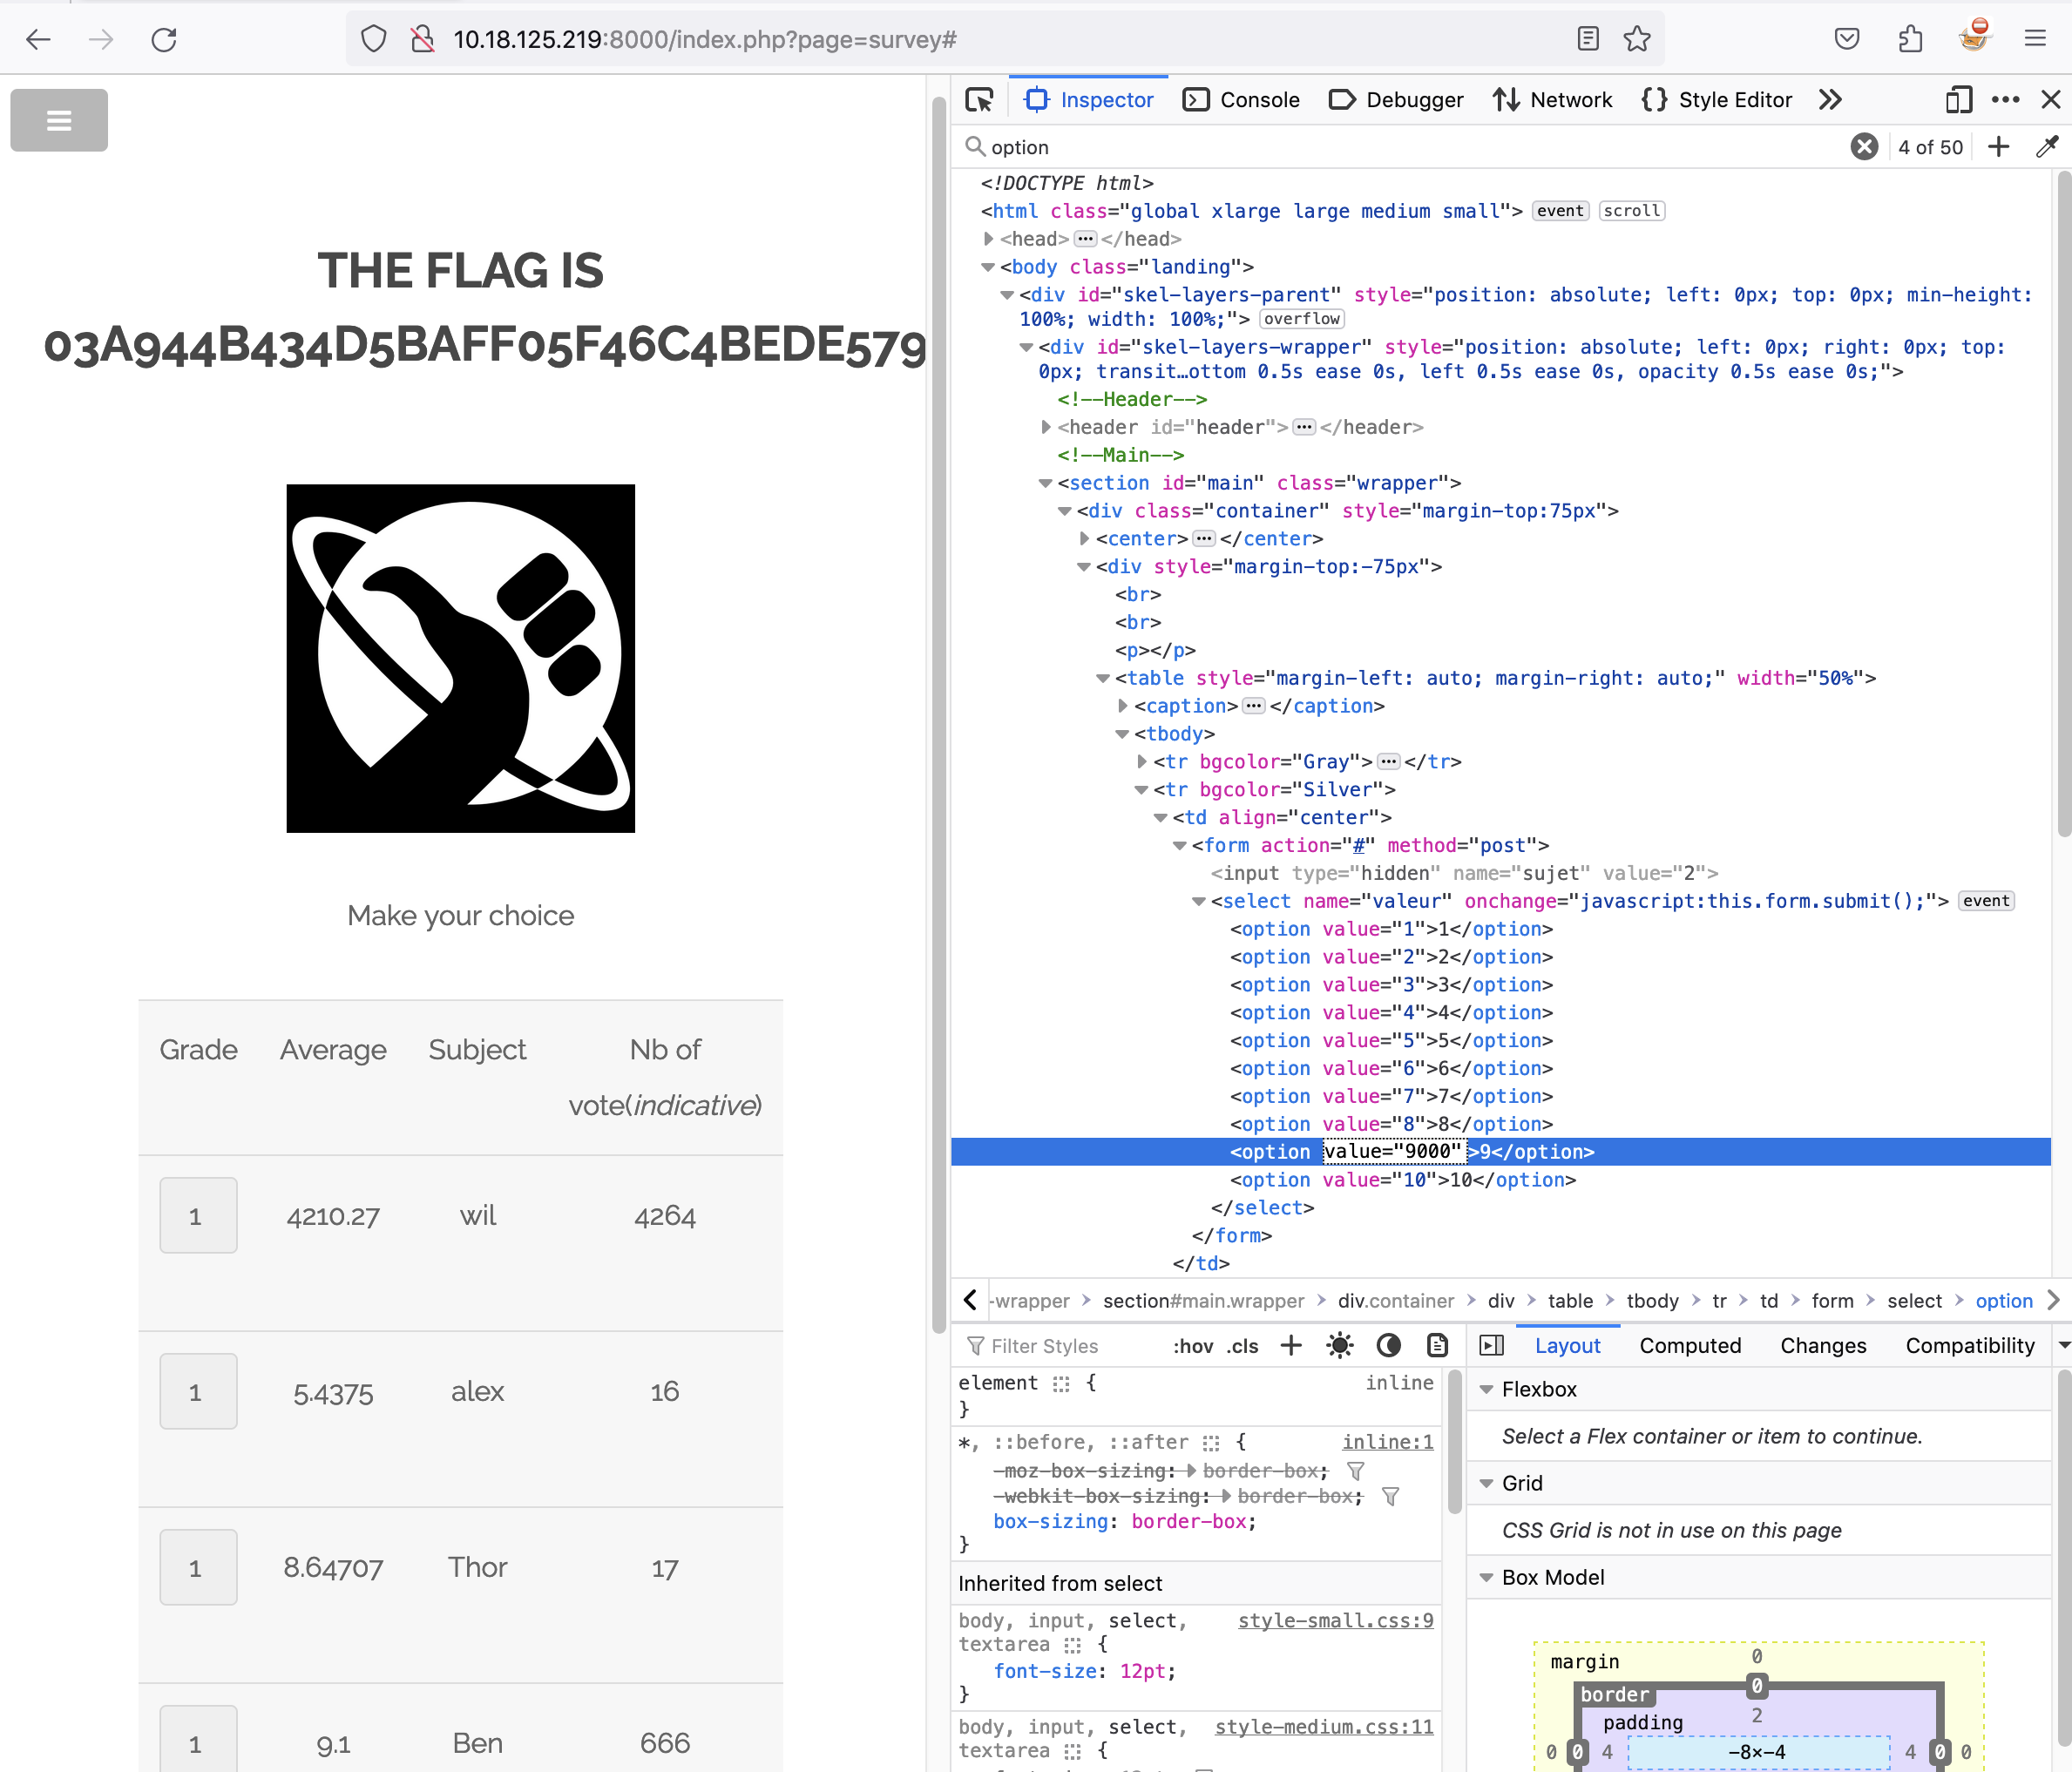 10.18.125.219:8000/index.php?page=survey#
THE FLAG IS
03A944B434D5BAFF05F46C4BEDE579
Make your choice
Grade Average Subject Nb of
vote(indicative)
1 4210.27 wil 4264
1 5.4375 alex 16
1 8.64707 Thor 17
1 9.1 Ben 666
Inspector Console Debugger Network Style Editor
option 4 of 50
<!DOCTYPE html>
<html class="global xlarge large medium small"> event scroll
<head> ••• </head>
<body class="landing">
<div id="skel-layers-parent" style="position: absolute; left: 0px; top: 0px; min-height:
100%; width: 100%;"> overflow
<div id="skel-layers-wrapper" style="position: absolute; left: 0px; right: 0px; top:
0px; transit…ottom 0.5s ease 0s, left 0.5s ease 0s, opacity 0.5s ease 0s;">
<!--Header-->
<header id="header"> ••• </header>
<!--Main-->
<section id="main" class="wrapper">
<div class="container" style="margin-top:75px">
<center> ••• </center>
<div style="margin-top:-75px">
<br>
<br>
<p></p>
<table style="margin-left: auto; margin-right: auto;" width="50%">
<caption> ••• </caption>
<tbody>
<tr bgcolor="Gray"> ••• </tr>
<tr bgcolor="Silver">
<td align="center">
<form action="#" method="post">
<input type="hidden" name="sujet" value="2">
<select name="valeur" onchange="javascript:this.form.submit();"> event
<option value="1">1</option>
<option value="2">2</option>
<option value="3">3</option>
<option value="4">4</option>
<option value="5">5</option>
<option value="6">6</option>
<option value="7">7</option>
<option value="8">8</option>
<option value="9000">9</option>
<option value="10">10</option>
</select>
</form>
</td>
-wrapper > section#main.wrapper > div.container > div > table > tbody > tr > td > form > select > option
Filter Styles :hov .cls
element { inline
}
*, ::before, ::after { inline:1
-moz-box-sizing: border-box;
-webkit-box-sizing: border-box;
box-sizing: border-box;
}
Inherited from select
body, input, select, style-small.css:9
textarea {
font-size: 12pt;
}
body, input, select, style-medium.css:11
textarea {
Layout Computed Changes Compatibility
Flexbox
Select a Flex container or item to continue.
Grid
CSS Grid is not in use on this page
Box Model
margin 0
border 0
padding 2
0 0 4 -8×-4 4 0 0